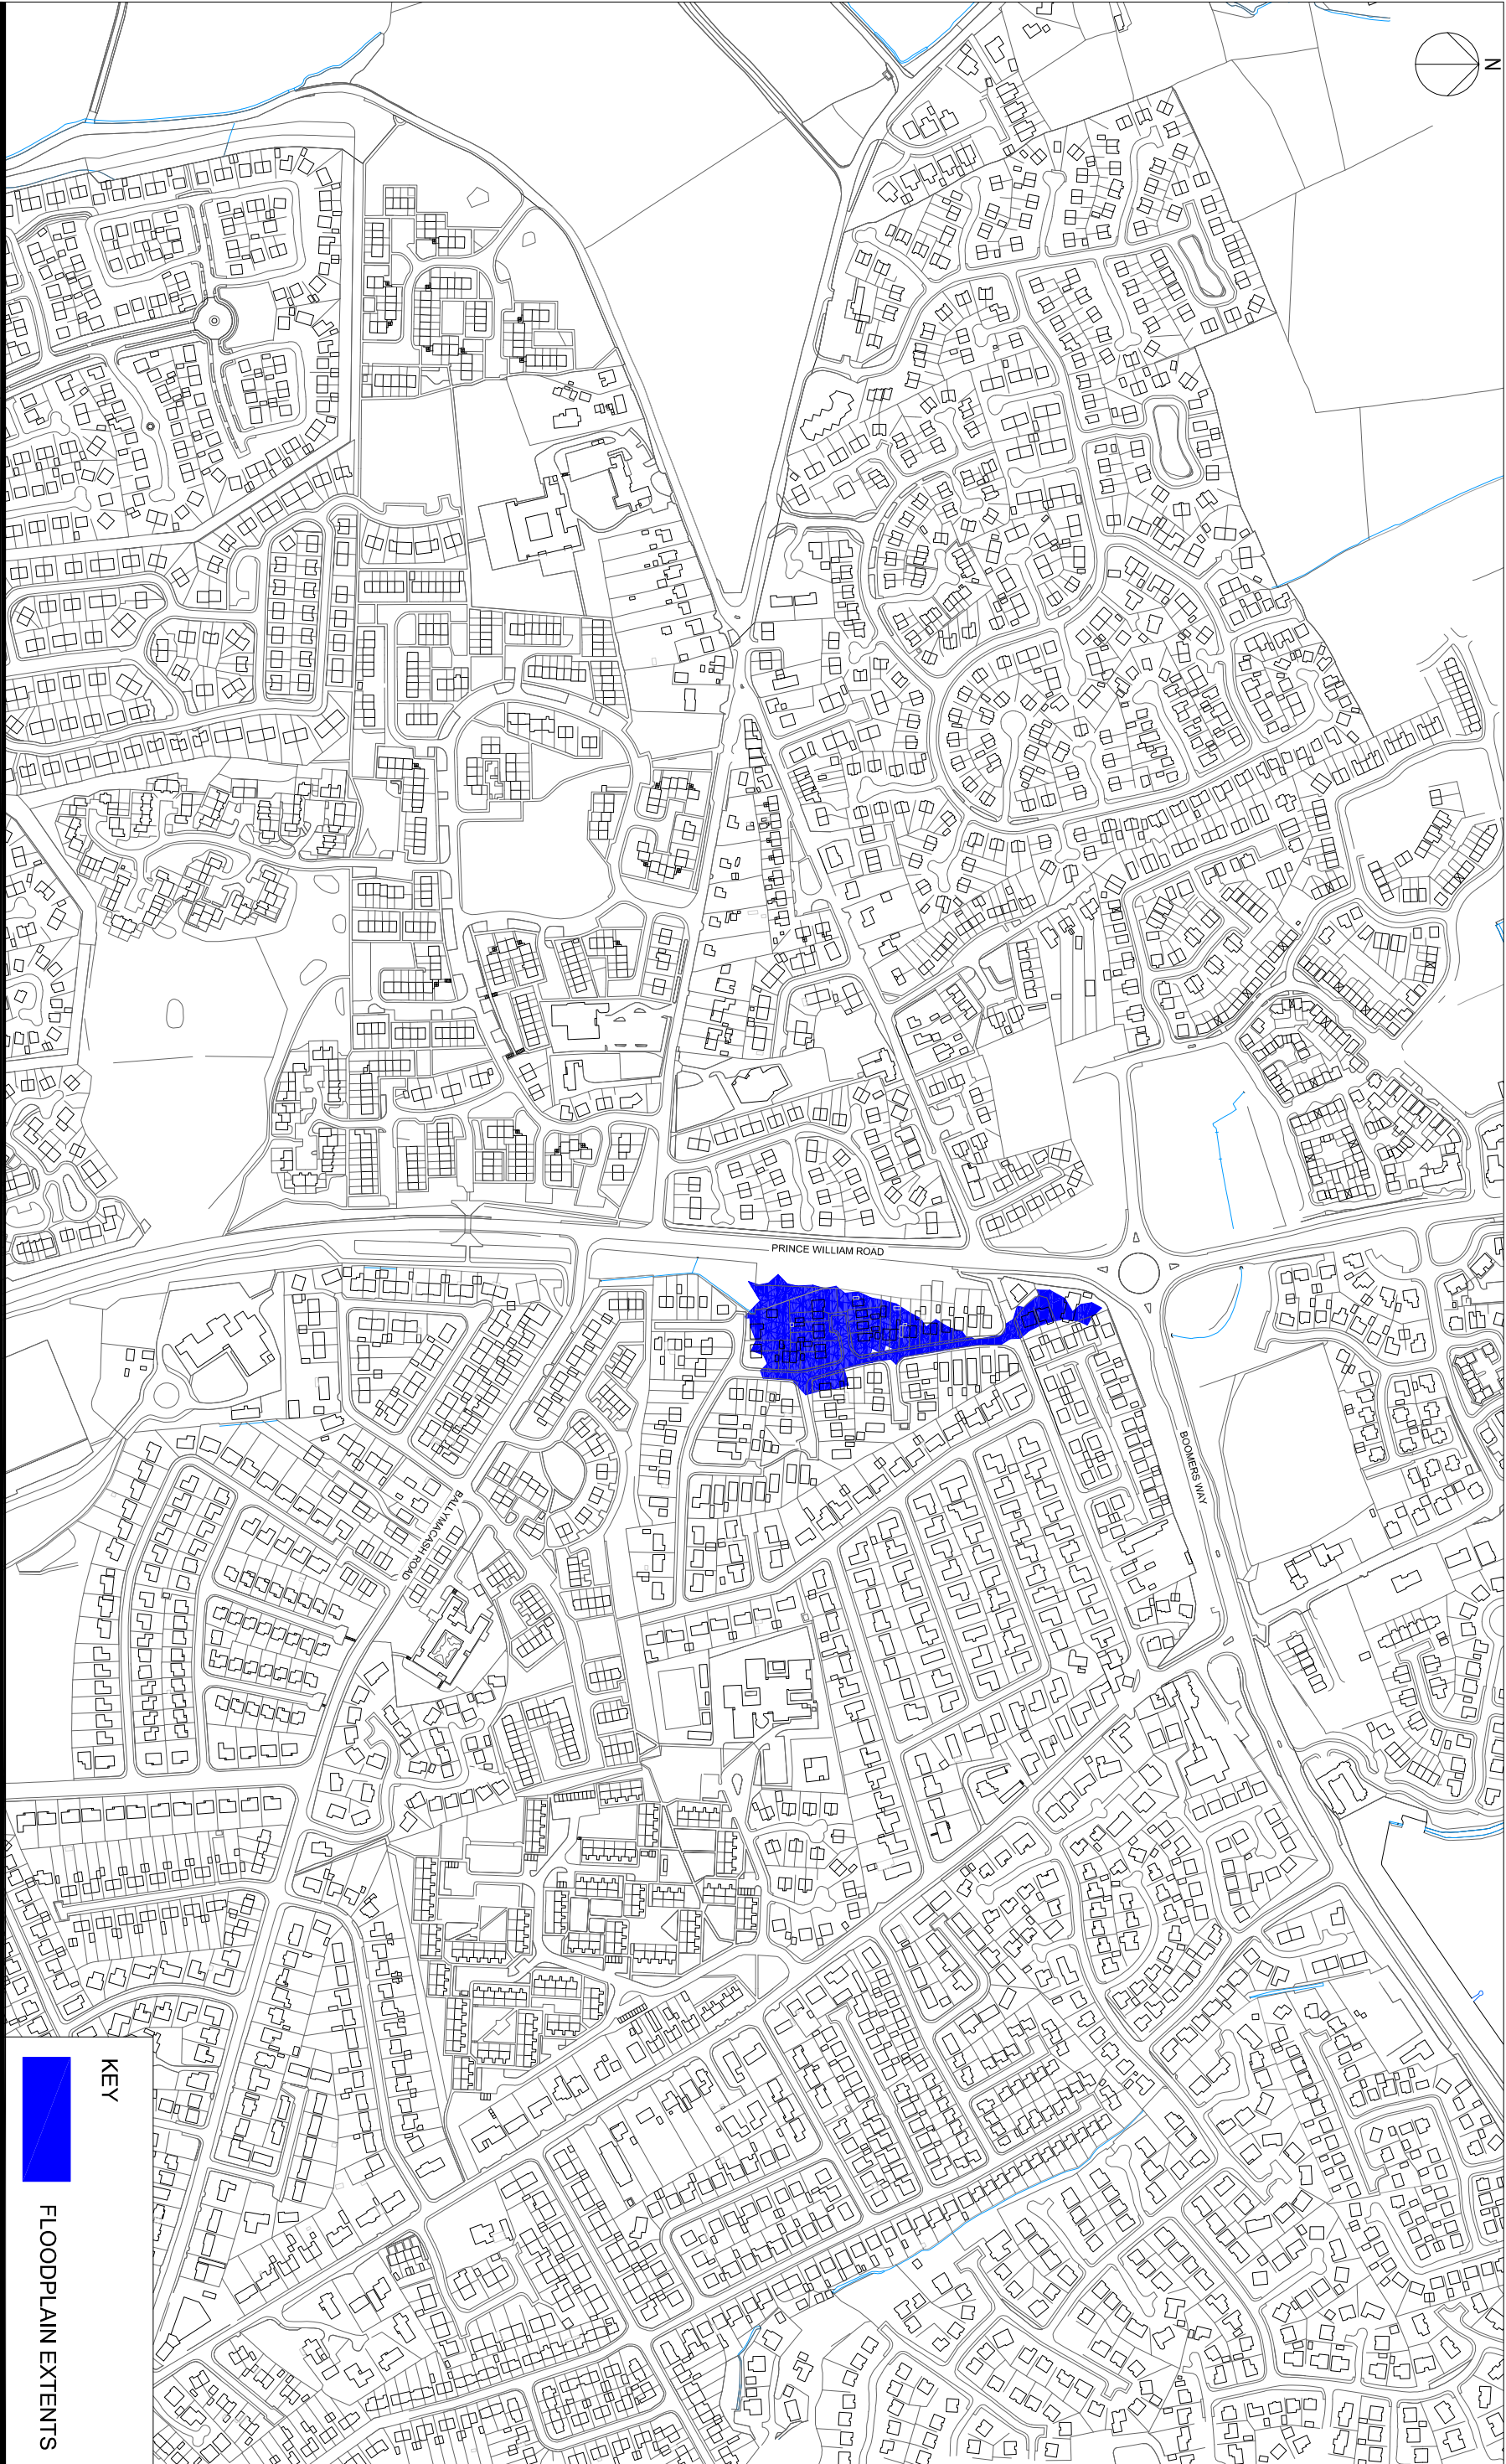 N
PRINCE WILLIAM ROAD
BOOMERS WAY
BALLYMACASH ROAD
KEY
FLOODPLAIN EXTENTS